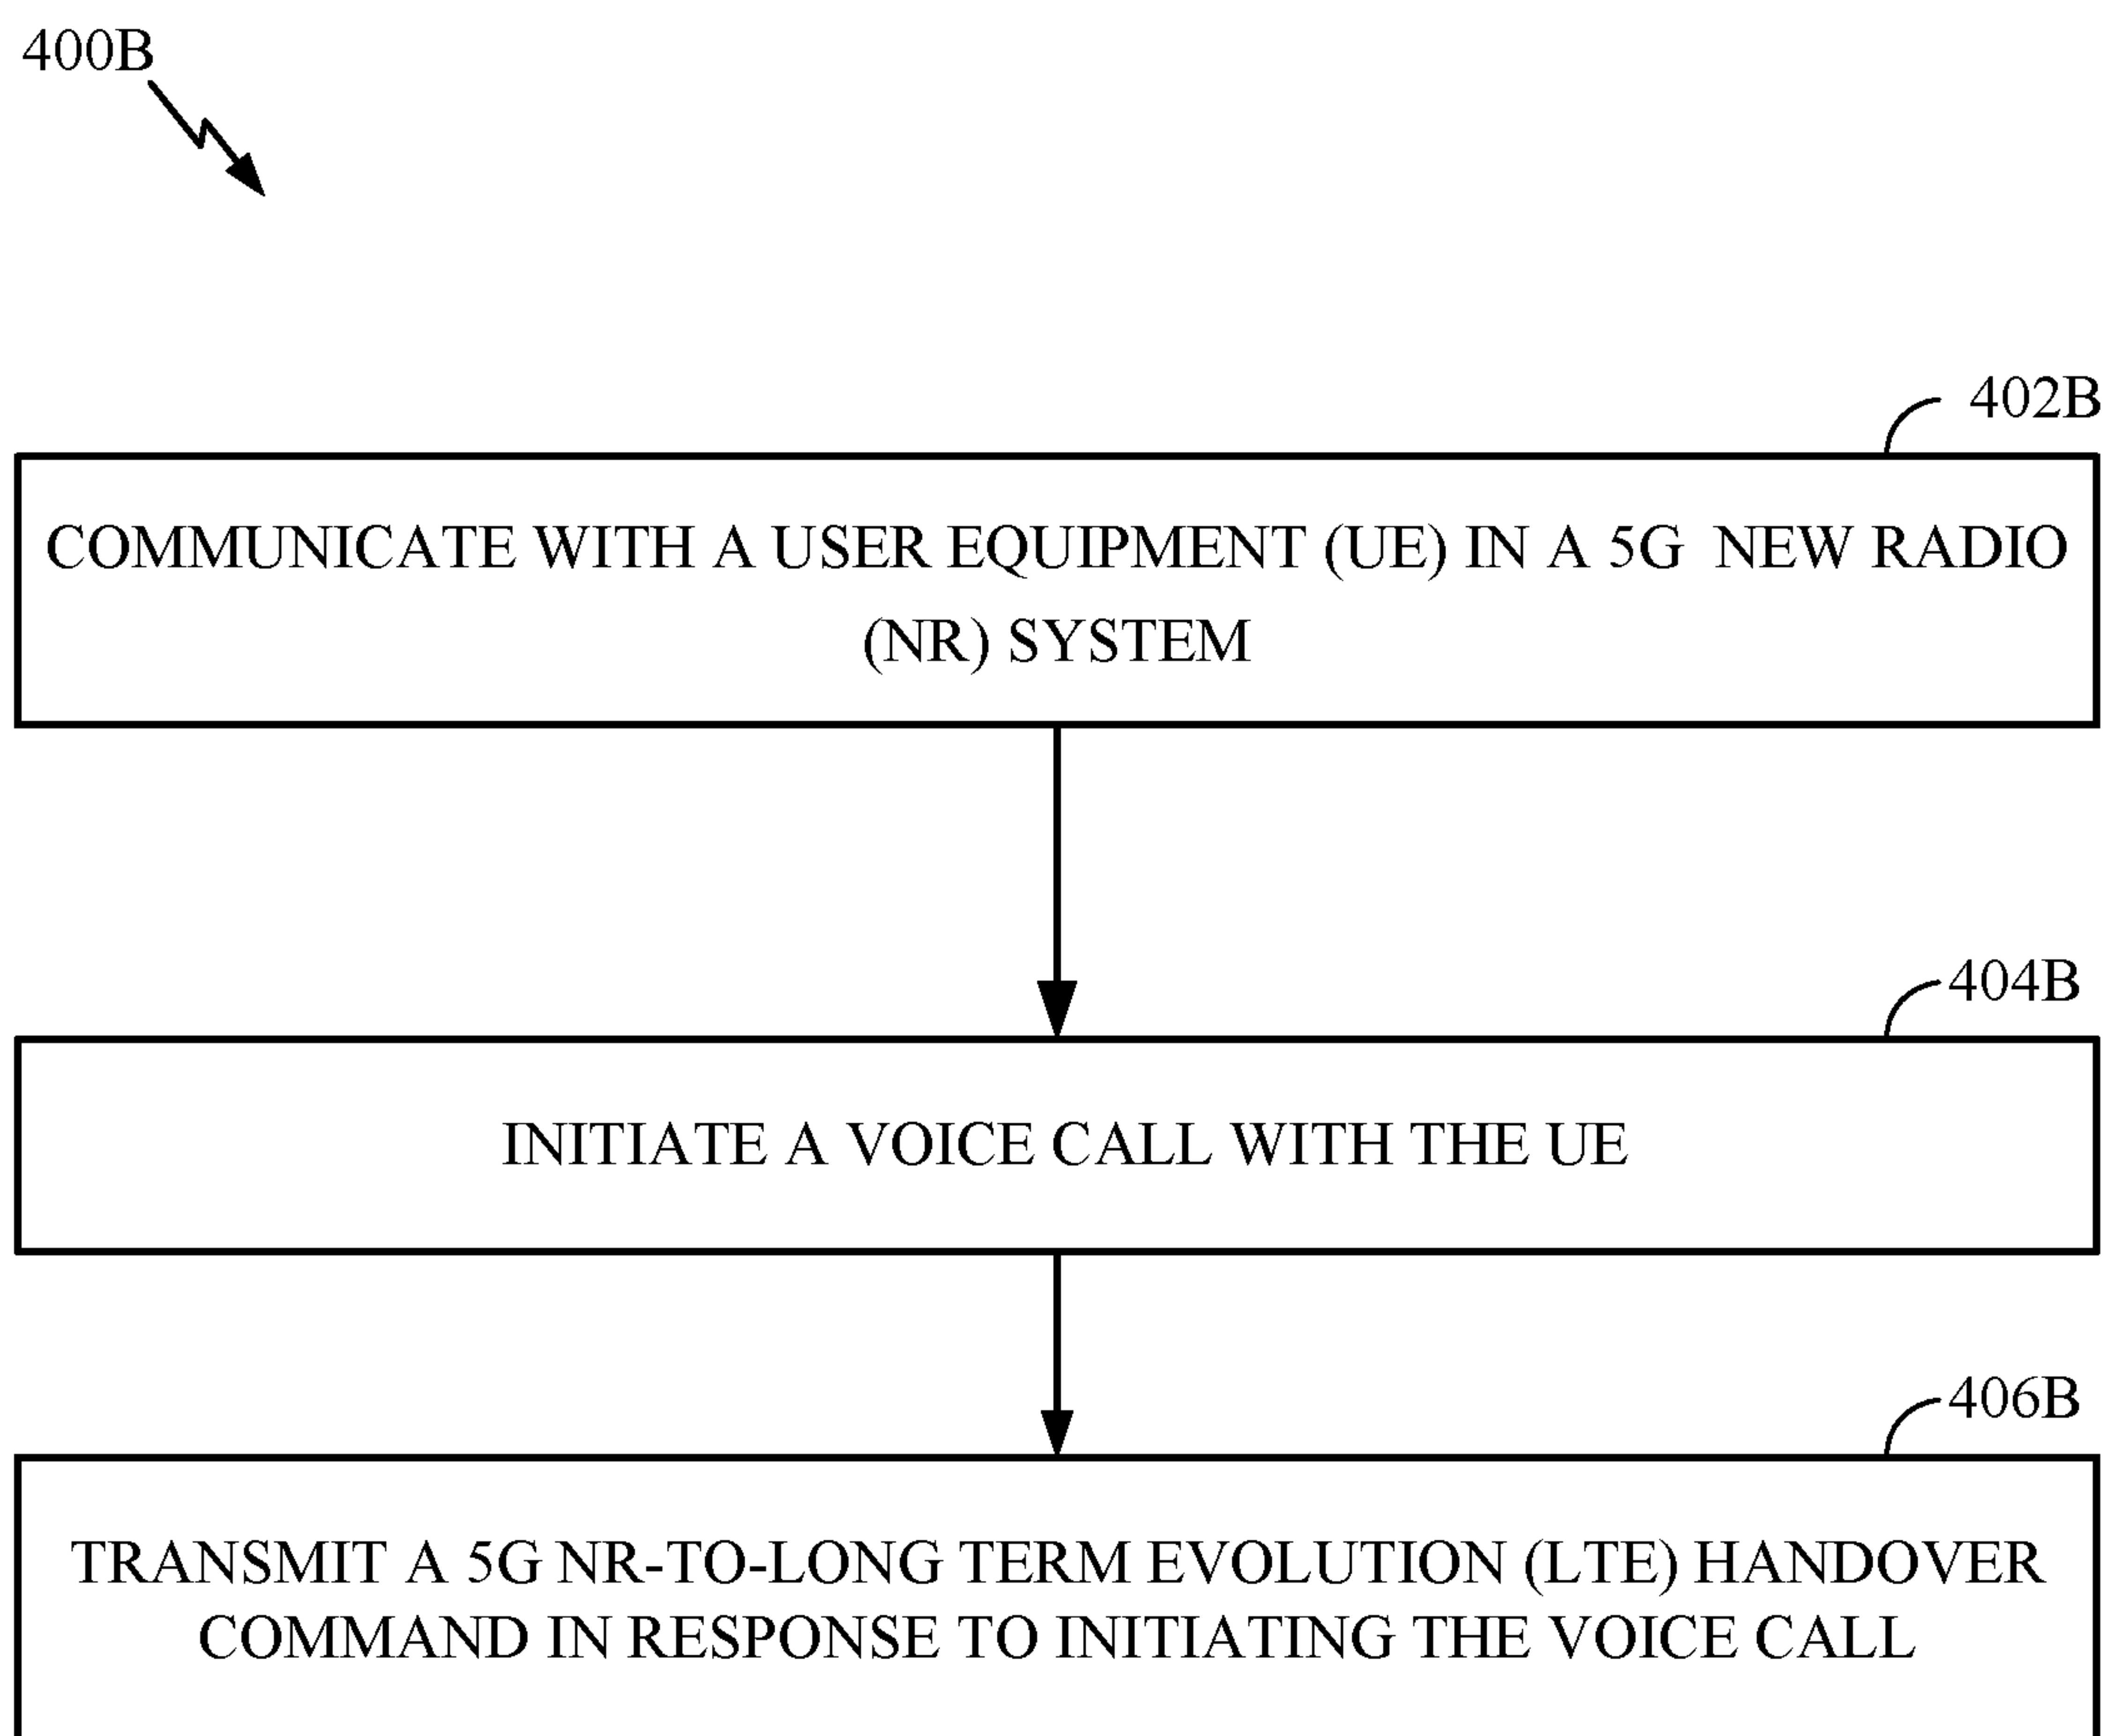 400B
402B
COMMUNICATE WITH A USER EQUIPMENT (UE) IN A 5G NEW RADIO
(NR) SYSTEM
404B
INITIATE A VOICE CALL WITH THE UE
406B
TRANSMIT A 5G NR-TO-LONG TERM EVOLUTION (LTE) HANDOVER
COMMAND IN RESPONSE TO INITIATING THE VOICE CALL